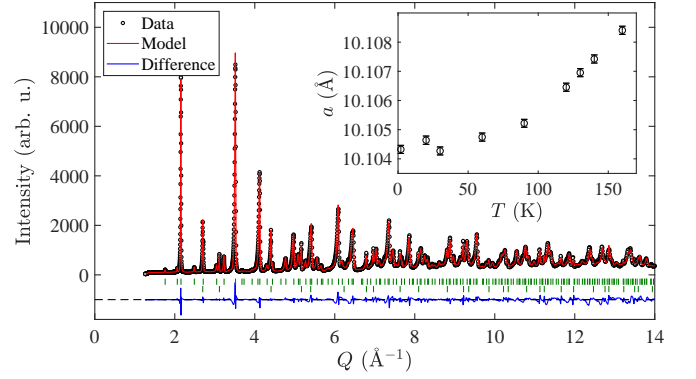 10000
8000
6000
4000
2000
0
Intensity (arb. u.)
Data
Model
Difference
0 2 4 6 8 10 12 14
Q (Å⁻¹)
10.108
10.107
10.106
10.105
10.104
a (Å)
0 50 100 150
T (K)